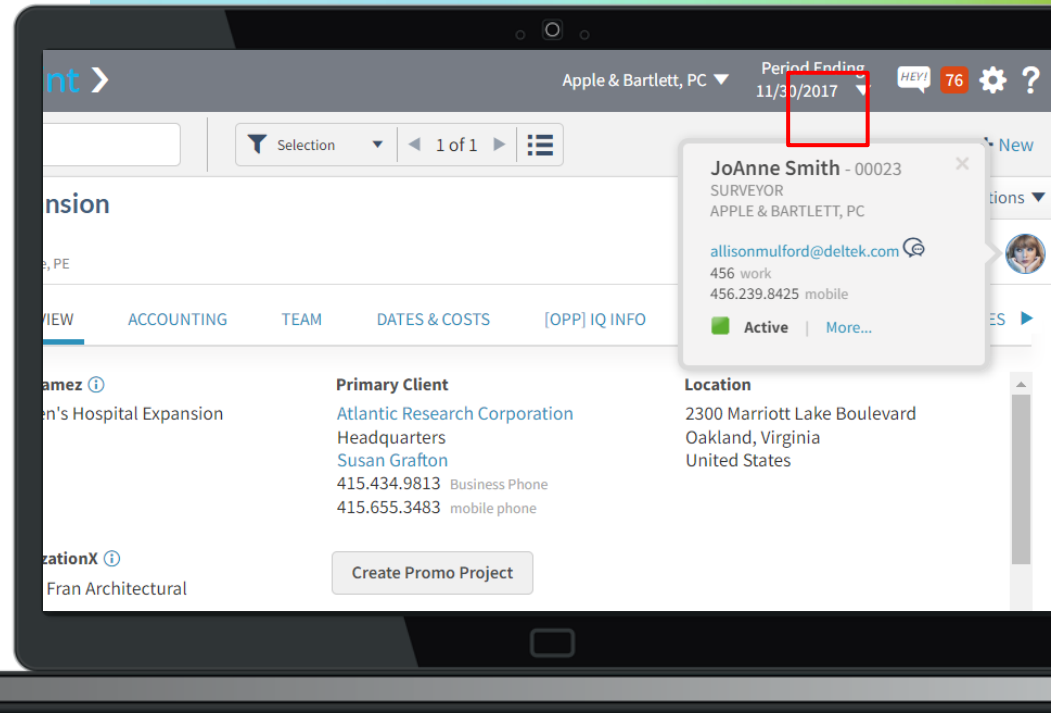 nt
Apple & Bartlett, PC
Period Ending
11/30/2017
HEY!
76
?
Selection
1 of 1
New
JoAnne Smith - 00023
SURVEYOR
APPLE & BARTLETT, PC
allisonmulford@deltek.com
456 work
456.239.8425 mobile
Active | More...
nsion
tions
e, PE
VIEW
ACCOUNTING
TEAM
DATES & COSTS
[OPP] IQ INFO
ES
amez
en's Hospital Expansion
Primary Client
Atlantic Research Corporation
Headquarters
Susan Grafton
415.434.9813 Business Phone
415.655.3483 mobile phone
Location
2300 Marriott Lake Boulevard
Oakland, Virginia
United States
zationX
Fran Architectural
Create Promo Project